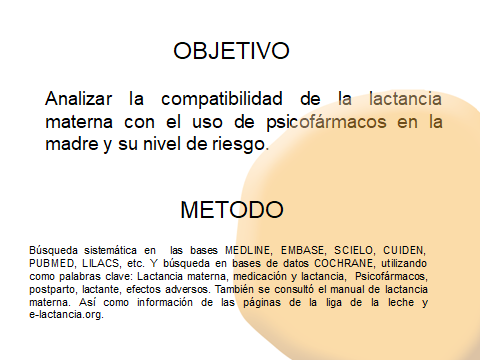 OBJETIVO
Analizar la compatibilidad de la lactancia
materna con el uso de psicofármacos en la
madre y su nivel de riesgo.
METODO
Búsqueda sistemática en las bases MEDLINE, EMBASE, SCIELO, CUIDEN,
PUBMED, LILACS, etc. Y búsqueda en bases de datos COCHRANE, utilizando
como palabras clave: Lactancia materna, medicación y lactancia, Psicofármacos,
postparto, lactante, efectos adversos. También se consultó el manual de lactancia
materna. Así como información de las páginas de la liga de la leche y
e-lactancia.org.